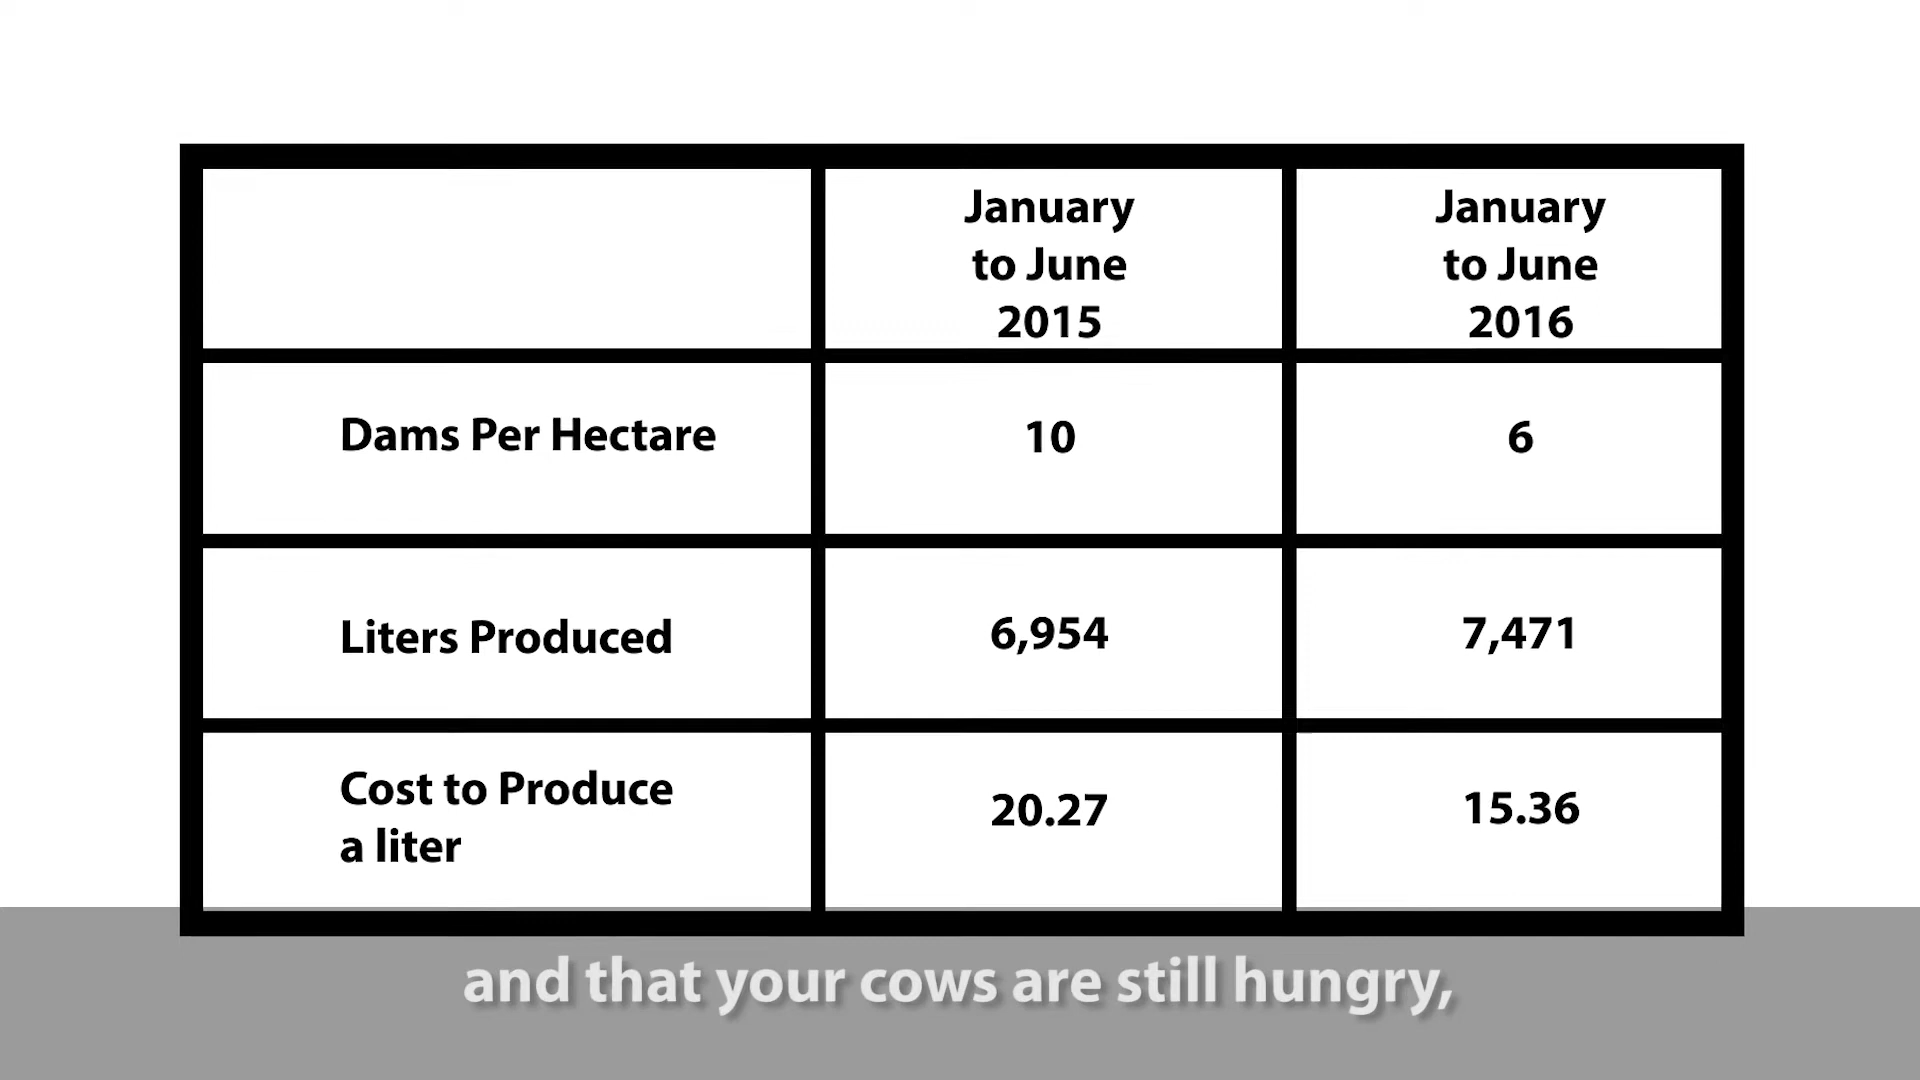 January
to June
2015
January
to June
2016
Dams Per Hectare
10
6
Liters Produced
6,954
7,471
Cost to Produce
a liter
20.27
15.36
and that your cows are still hungry,